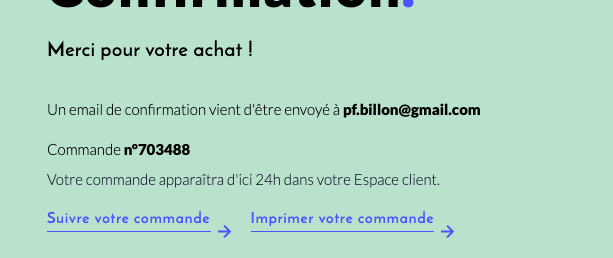 Confirmation.
Merci pour votre achat !
Un email de confirmation vient d'être envoyé à pf.billon@gmail.com
Commande n°703488
Votre commande apparaîtra d'ici 24h dans votre Espace client.
Suivre votre commande → Imprimer votre commande →